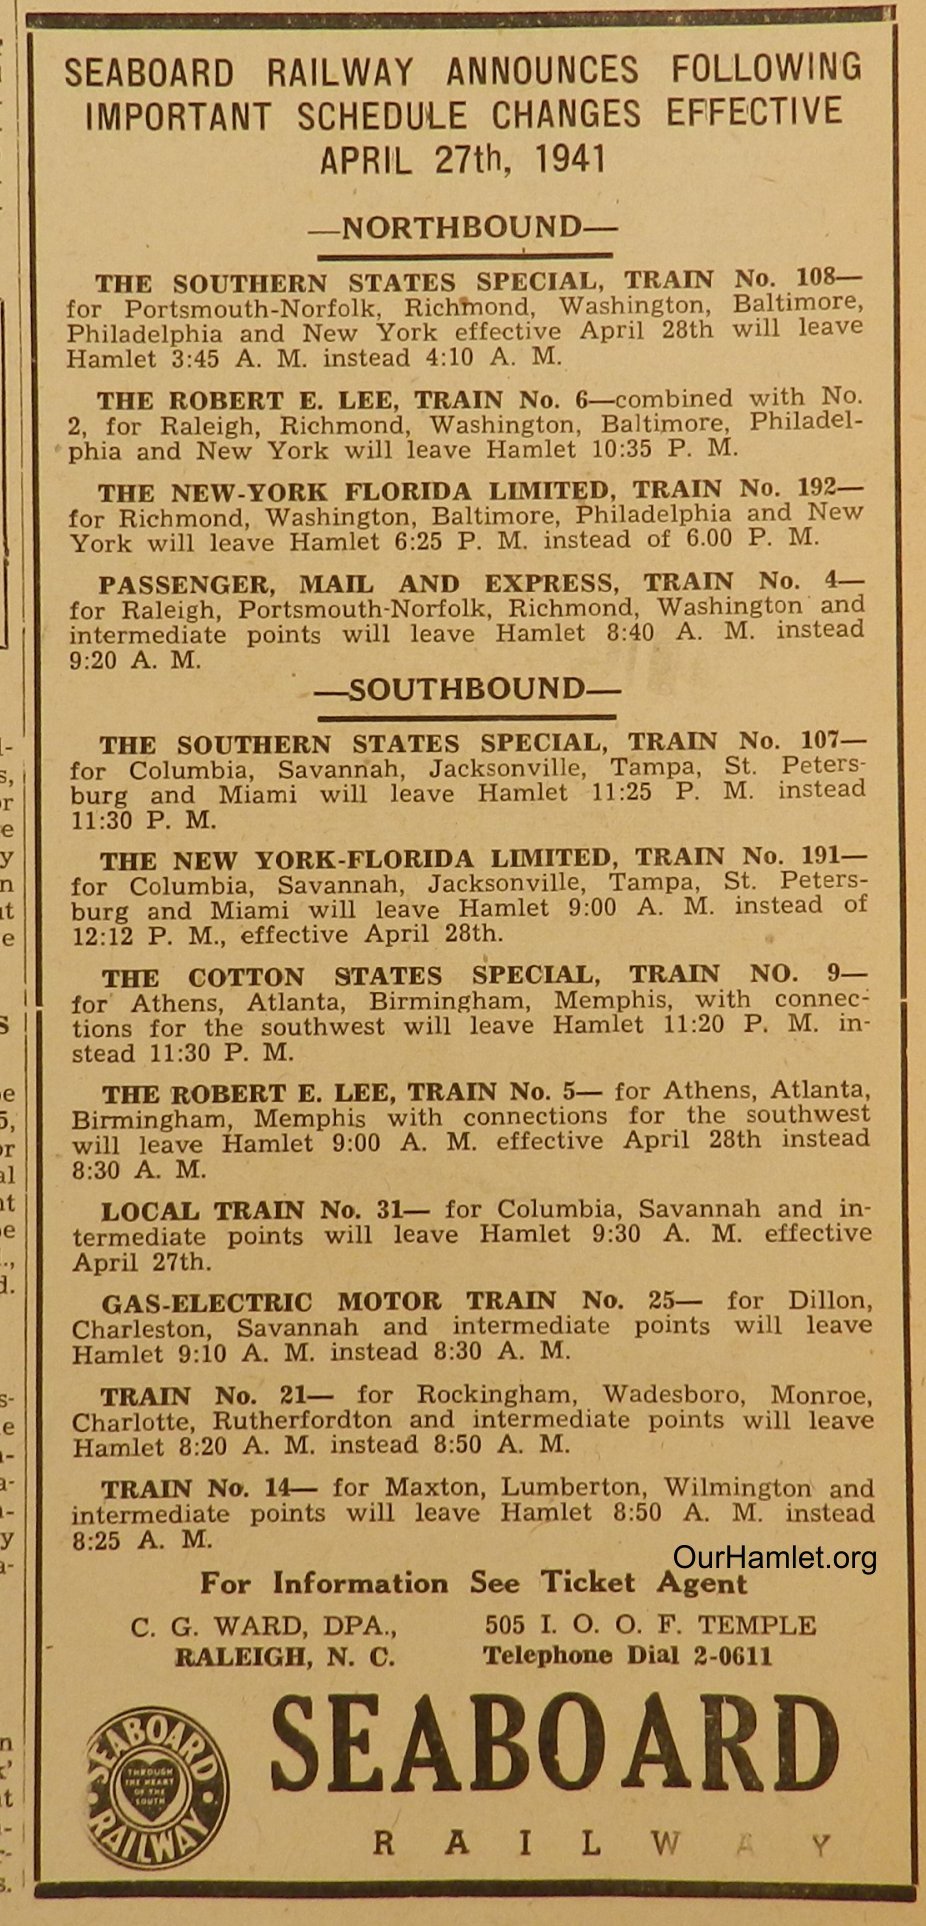 SEABOARD RAILWAY ANNOUNCES FOLLOWING
IMPORTANT SCHEDULE CHANGES EFFECTIVE
APRIL 27th, 1941
—NORTHBOUND—
THE SOUTHERN STATES SPECIAL, TRAIN No. 108—
for Portsmouth-Norfolk, Richmond, Washington, Baltimore,
Philadelphia and New York effective April 28th will leave
Hamlet 3:45 A. M. instead 4:10 A. M.
THE ROBERT E. LEE, TRAIN No. 6—combined with No.
2, for Raleigh, Richmond, Washington, Baltimore, Philadel-
phia and New York will leave Hamlet 10:35 P. M.
THE NEW-YORK FLORIDA LIMITED, TRAIN No. 192—
for Richmond, Washington, Baltimore, Philadelphia and New
York will leave Hamlet 6:25 P. M. instead of 6.00 P. M.
PASSENGER, MAIL AND EXPRESS, TRAIN No. 4—
for Raleigh, Portsmouth-Norfolk, Richmond, Washington and
intermediate points will leave Hamlet 8:40 A. M. instead
9:20 A. M.
—SOUTHBOUND—
THE SOUTHERN STATES SPECIAL, TRAIN No. 107—
for Columbia, Savannah, Jacksonville, Tampa, St. Peters-
burg and Miami will leave Hamlet 11:25 P. M. instead
11:30 P. M.
THE NEW YORK-FLORIDA LIMITED, TRAIN No. 191—
for Columbia, Savannah, Jacksonville, Tampa, St. Peters-
burg and Miami will leave Hamlet 9:00 A. M. instead of
12:12 P. M., effective April 28th.
THE COTTON STATES SPECIAL, TRAIN NO. 9—
for Athens, Atlanta, Birmingham, Memphis, with connec-
tions for the southwest will leave Hamlet 11:20 P. M. in-
stead 11:30 P. M.
THE ROBERT E. LEE, TRAIN No. 5— for Athens, Atlanta,
Birmingham, Memphis with connections for the southwest
will leave Hamlet 9:00 A. M. effective April 28th instead
8:30 A. M.
LOCAL TRAIN No. 31— for Columbia, Savannah and in-
termediate points will leave Hamlet 9:30 A. M. effective
April 27th.
GAS-ELECTRIC MOTOR TRAIN No. 25— for Dillon,
Charleston, Savannah and intermediate points will leave
Hamlet 9:10 A. M. instead 8:30 A. M.
TRAIN No. 21— for Rockingham, Wadesboro, Monroe,
Charlotte, Rutherfordton and intermediate points will leave
Hamlet 8:20 A. M. instead 8:50 A. M.
TRAIN No. 14— for Maxton, Lumberton, Wilmington and
intermediate points will leave Hamlet 8:50 A. M. instead
8:25 A. M.
OurHamlet.org
For Information See Ticket Agent
C. G. WARD, DPA., 505 I. O. O. F. TEMPLE
RALEIGH, N. C. Telephone Dial 2-0611
SEABOARD
RAILWAY
THROUGH
THE HEART
OF THE
SOUTH
SEABOARD
RAILWAY